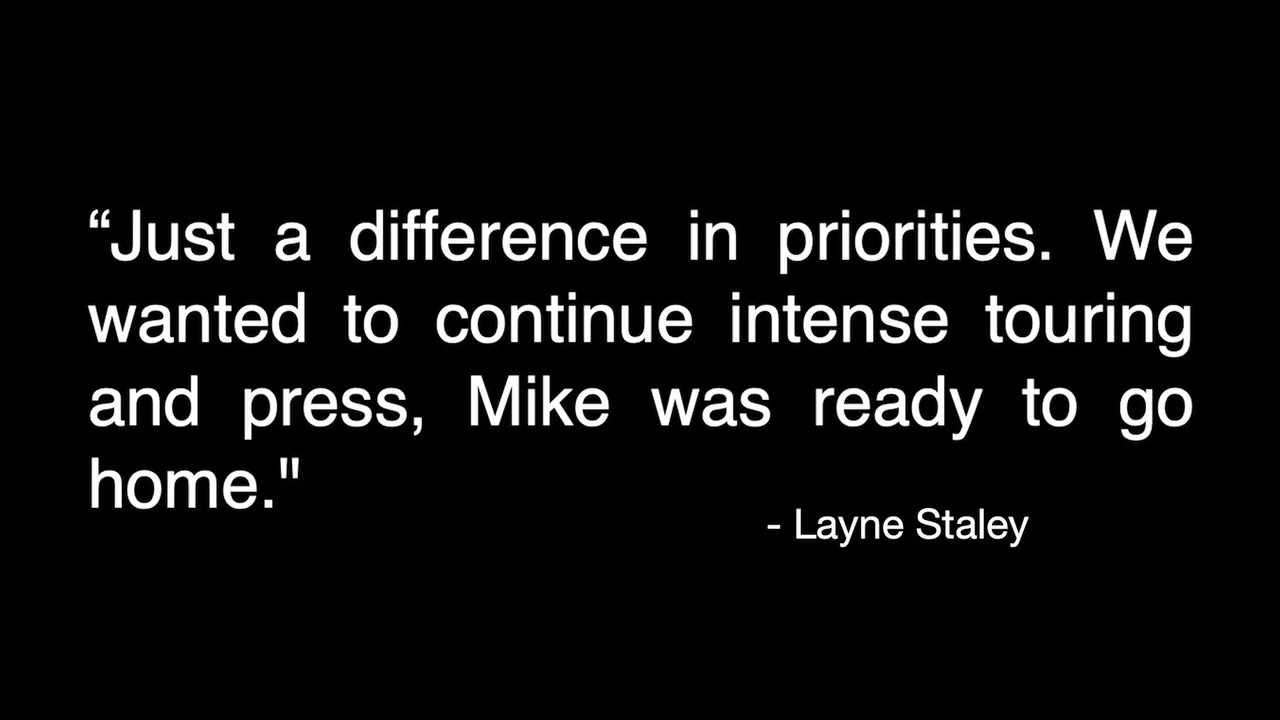 “Just a difference in priorities. We
wanted to continue intense touring
and press, Mike was ready to go
home."
- Layne Staley